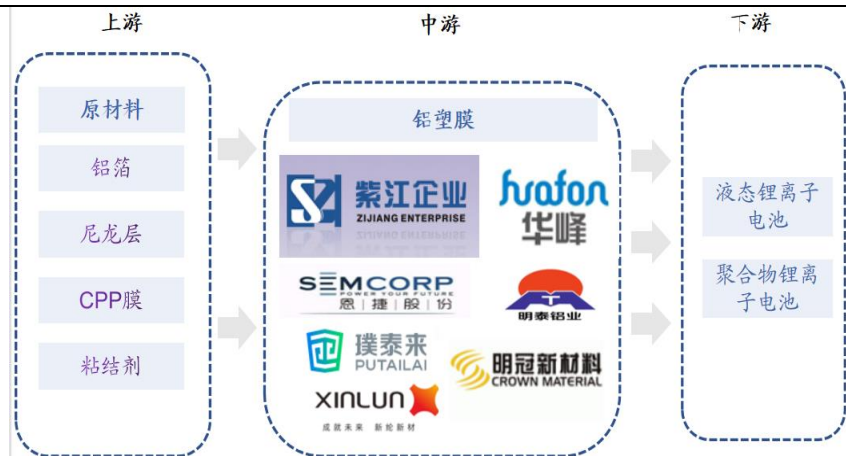 上游
中游
下游
原材料
铝箔
尼龙层
CPP膜
粘结剂
铝塑膜
紫江企业
ZIJIANG ENTERPRISE
huafon
华峰
SEMCORP
POWER YOUR FUTURE
恩|捷|股|份
明泰铝业
璞泰来
PUTAILAI
明冠新材料
CROWN MATERIAL
XINLUN
成就未来 新纶新材
液态锂离子
电池
聚合物锂离
子电池